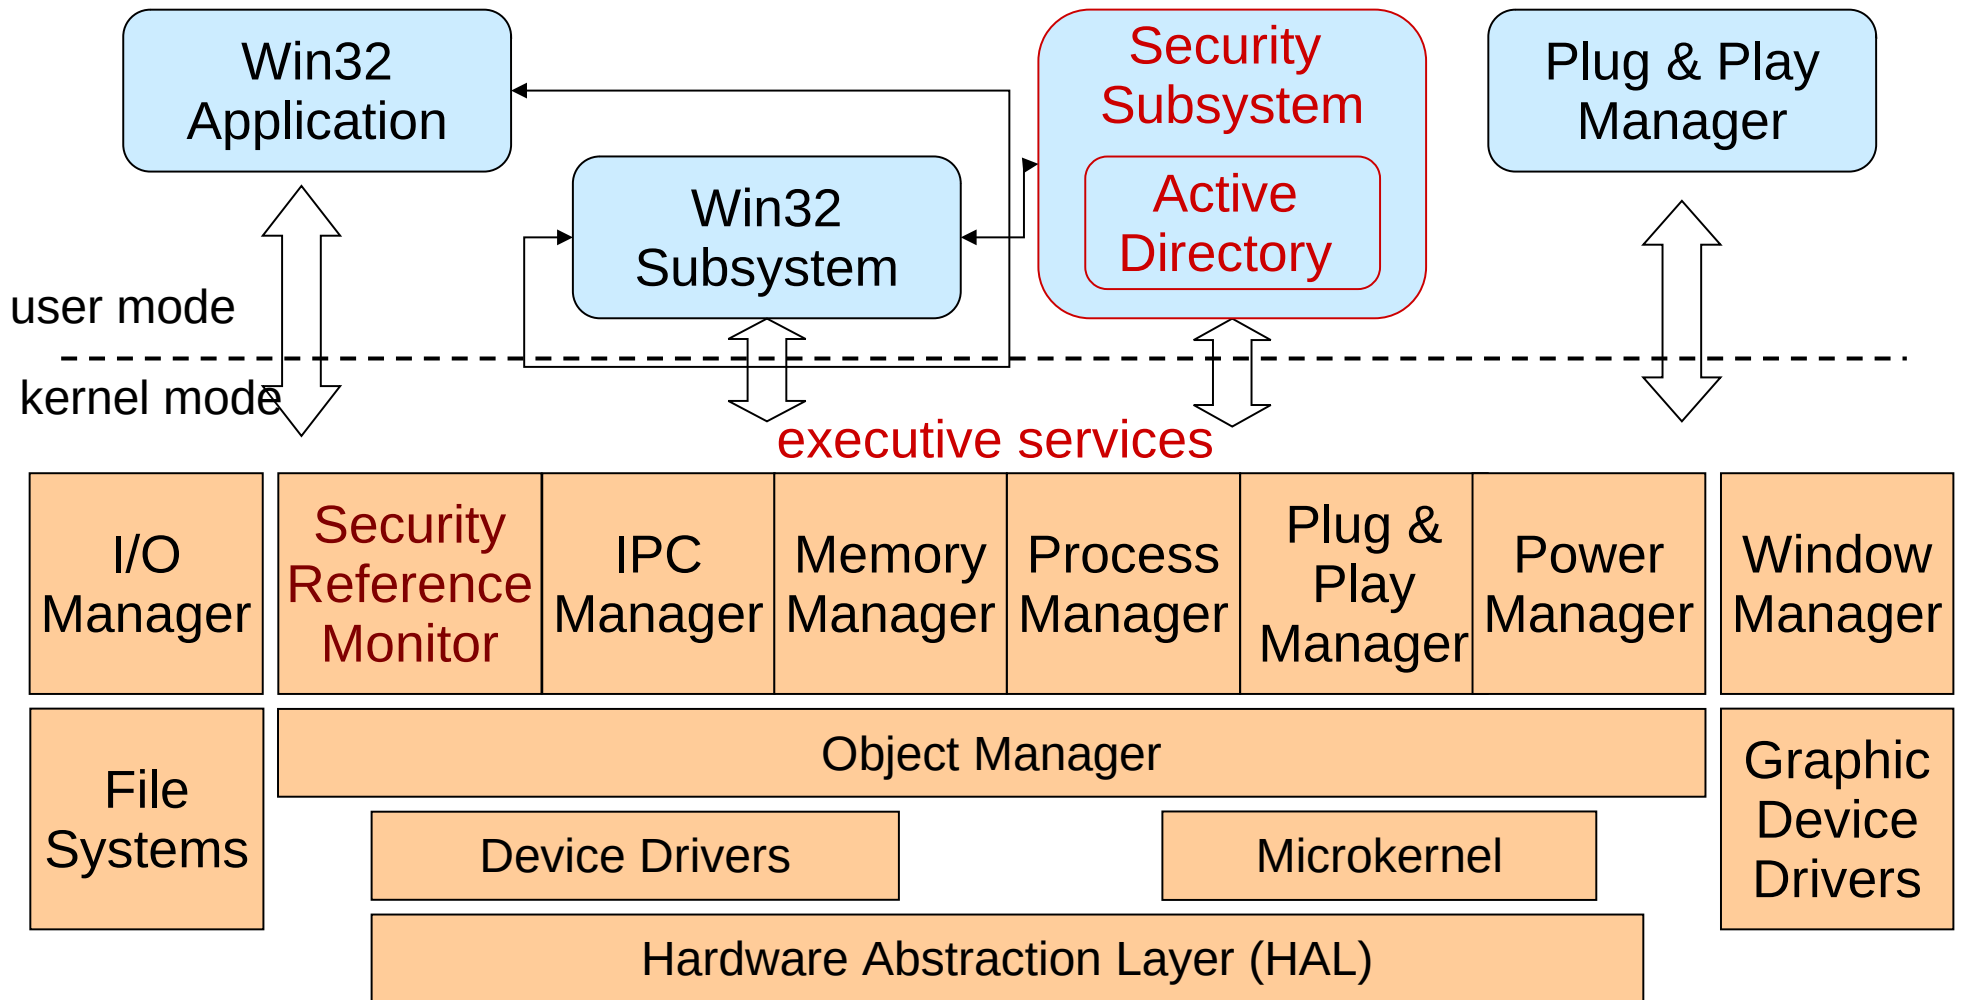 Win32
Application
Win32
Subsystem
Security
Subsystem
Active
Directory
Plug & Play
Manager
user mode
kernel mode
executive services
I/O
Manager
Security
Reference
Monitor
IPC
Manager
Memory
Manager
Process
Manager
Plug &
Play
Manager
Power
Manager
Window
Manager
File
Systems
Object Manager
Graphic
Device
Drivers
Device Drivers
Microkernel
Hardware Abstraction Layer (HAL)